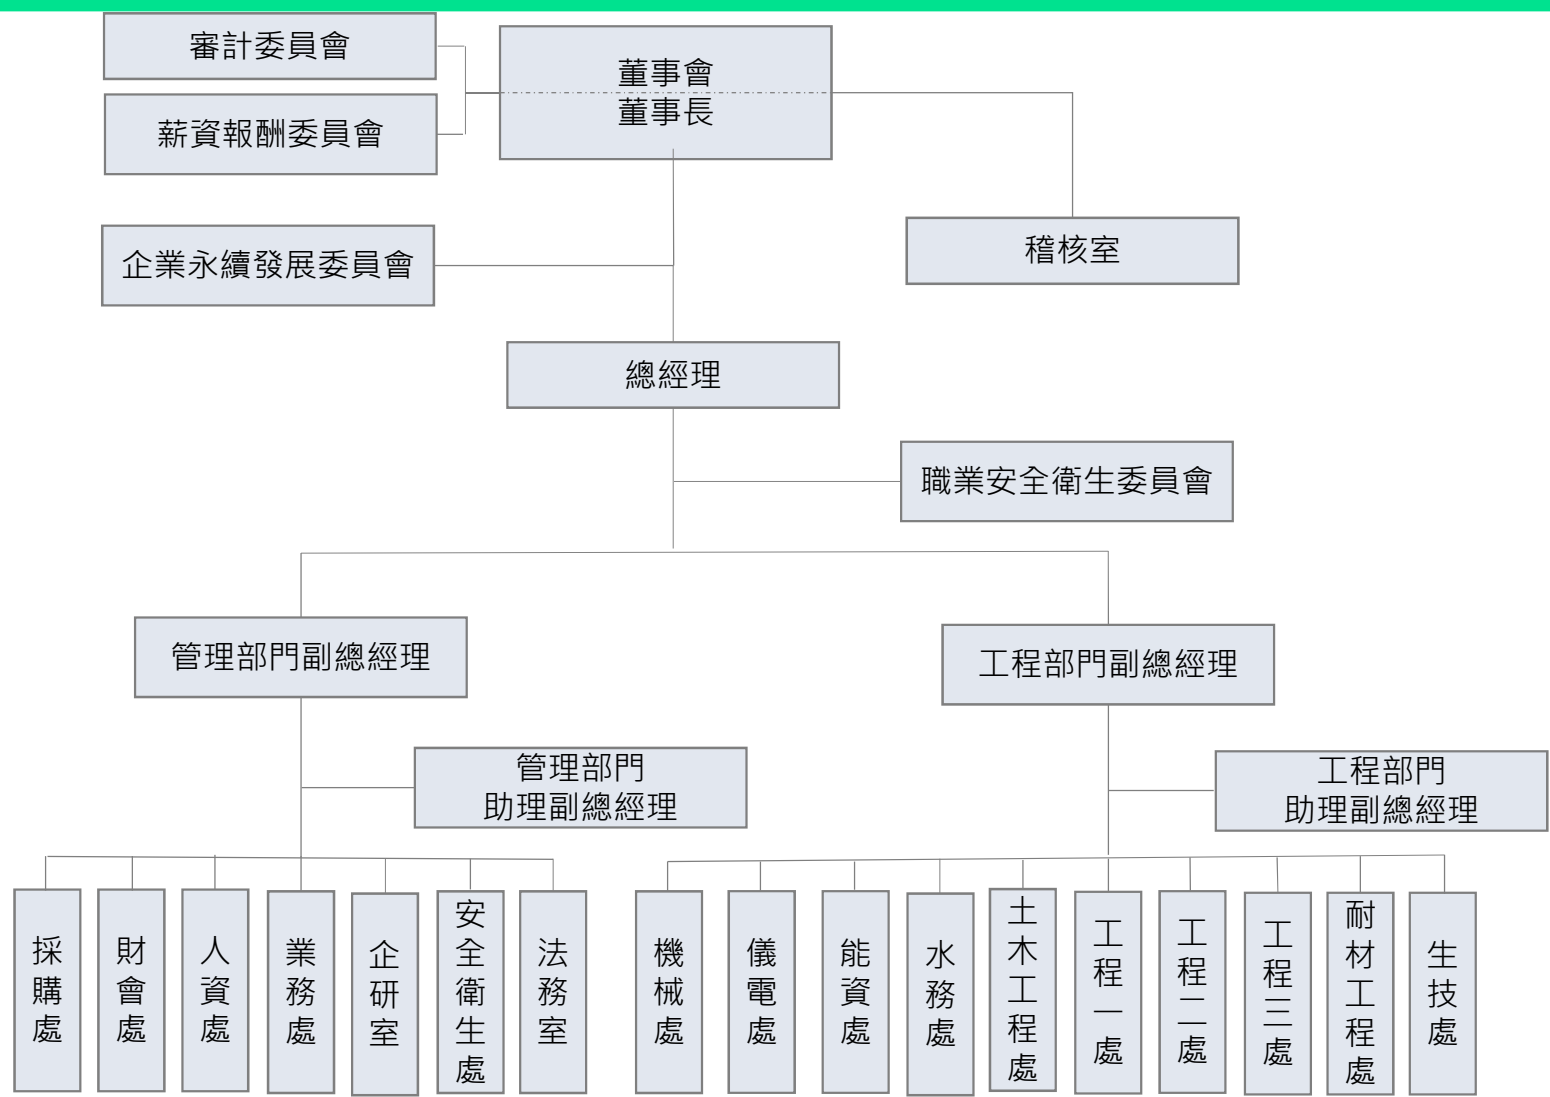 審計委員會
董事會
董事長
薪資報酬委員會
企業永續發展委員會
稽核室
總經理
職業安全衛生委員會
管理部門副總經理
工程部門副總經理
管理部門
助理副總經理
工程部門
助理副總經理
採購處
財會處
人資處
業務處
企研室
安全衛生處
法務室
機械處
儀電處
能資處
水務處
土木工程處
工程一處
工程二處
工程三處
耐材工程處
生技處